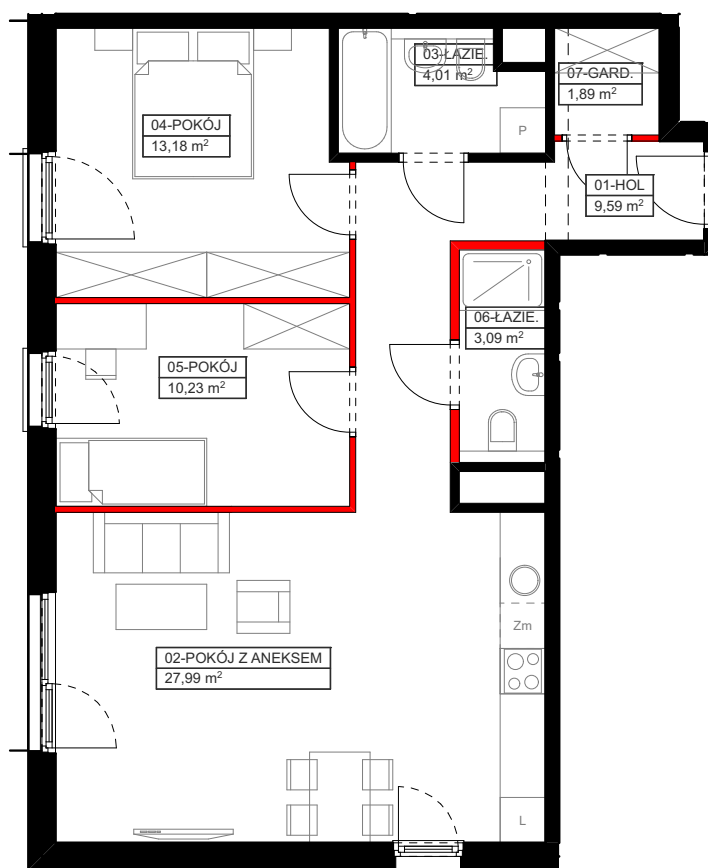 03-ŁAZIE.
4,01 m²
07-GARD.
1,89 m²
P
04-POKÓJ
13,18 m²
01-HOL
9,59 m²
06-ŁAZIE.
3,09 m²
05-POKÓJ
10,23 m²
Zm
02-POKÓJ Z ANEKSEM
27,99 m²
L